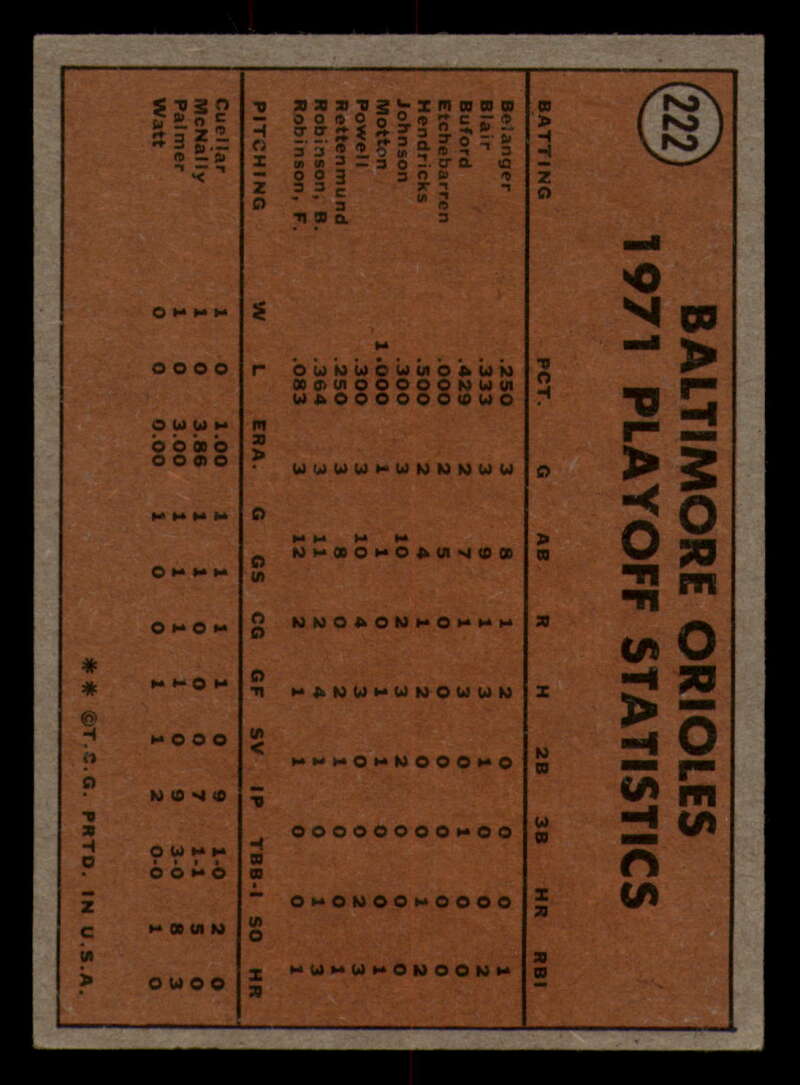 222
BALTIMORE ORIOLES
1971 PLAYOFF STATISTICS
BATTING PCT. G AB R H 2B 3B HR RBI
Belanger .250 3 8 1 2 0 0 0 1
Blair .333 3 9 1 3 1 0 0 2
Buford .429 2 7 1 3 0 1 0 0
Etchebarren .000 2 5 0 0 0 0 0 0
Hendricks .500 2 4 1 2 0 0 1 2
Johnson .300 3 10 2 3 2 0 0 0
Motton 1.000 1 1 0 1 1 0 0 1
Powell .300 3 10 4 3 0 0 2 3
Rettenmund .250 3 8 0 2 1 0 0 1
Robinson, B. .364 3 11 2 4 1 0 1 3
Robinson, F. .083 3 12 2 1 1 0 0 1
PITCHING W L ERA. G GS CG GF SV IP TBB-I SO HR
Cuellar 1 0 1.00 1 1 1 1 0 9 1-0 2 0
McNally 1 0 3.86 1 1 0 0 0 7 1-1 5 0
Palmer 1 0 3.00 1 1 1 1 0 9 3-0 8 3
Watt 0 0 0.00 1 0 0 1 1 2 0-0 1 0
** ©T.C.G. PRTD. IN U.S.A.